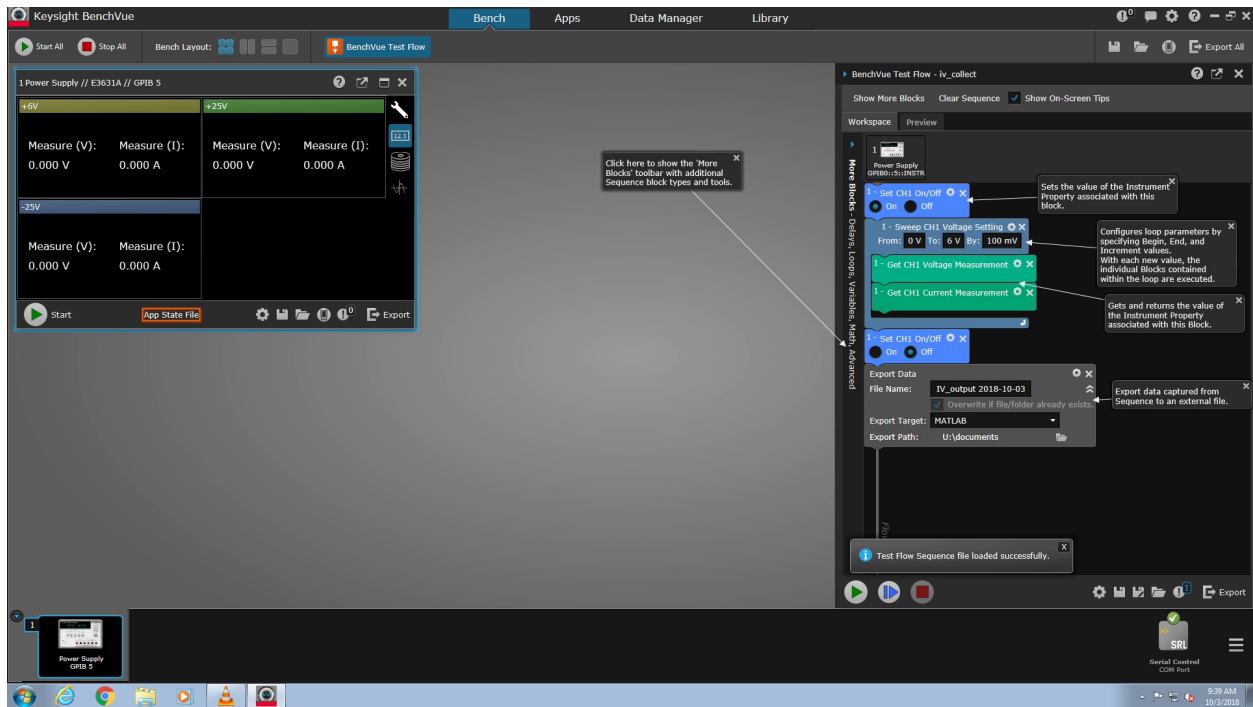 Keysight BenchVue
Bench
Apps
Data Manager
Library
0
Start All
Stop All
Bench Layout:
BenchVue Test Flow
Export All
1 Power Supply // E3631A // GPIB 5
+6V
+25V
Measure (V):
Measure (I):
Measure (V):
Measure (I):
0.000 V
0.000 A
0.000 V
0.000 A
-25V
Measure (V):
Measure (I):
0.000 V
0.000 A
Start
App State File
0
Export
Click here to show the 'More
Blocks' toolbar with additional
Sequence block types and tools.
BenchVue Test Flow - iv_collect
Show More Blocks
Clear Sequence
Show On-Screen Tips
Workspace
Preview
More Blocks - Delays, Loops, Variables, Math, Advanced
1
Power Supply
GPIB0::5::INSTR
1 - Set CH1 On/Off
On
Off
Sets the value of the Instrument
Property associated with this
block.
1 - Sweep CH1 Voltage Setting
From: 0 V To: 6 V By: 100 mV
Configures loop parameters by
specifying Begin, End, and
Increment values.
With each new value, the
individual Blocks contained
within the loop are executed.
1 - Get CH1 Voltage Measurement
1 - Get CH1 Current Measurement
Gets and returns the value of
the Instrument Property
associated with this Block.
1 - Set CH1 On/Off
On
Off
Export Data
File Name: IV_output 2018-10-03
Overwrite if file/folder already exists.
Export Target: MATLAB
Export Path: U:\documents
Export data captured from
Sequence to an external file.
Test Flow Sequence file loaded successfully.
X
1
Export
1
Power Supply
GPIB 5
SRL
Serial Control
COM Port
9:39 AM
10/3/2018